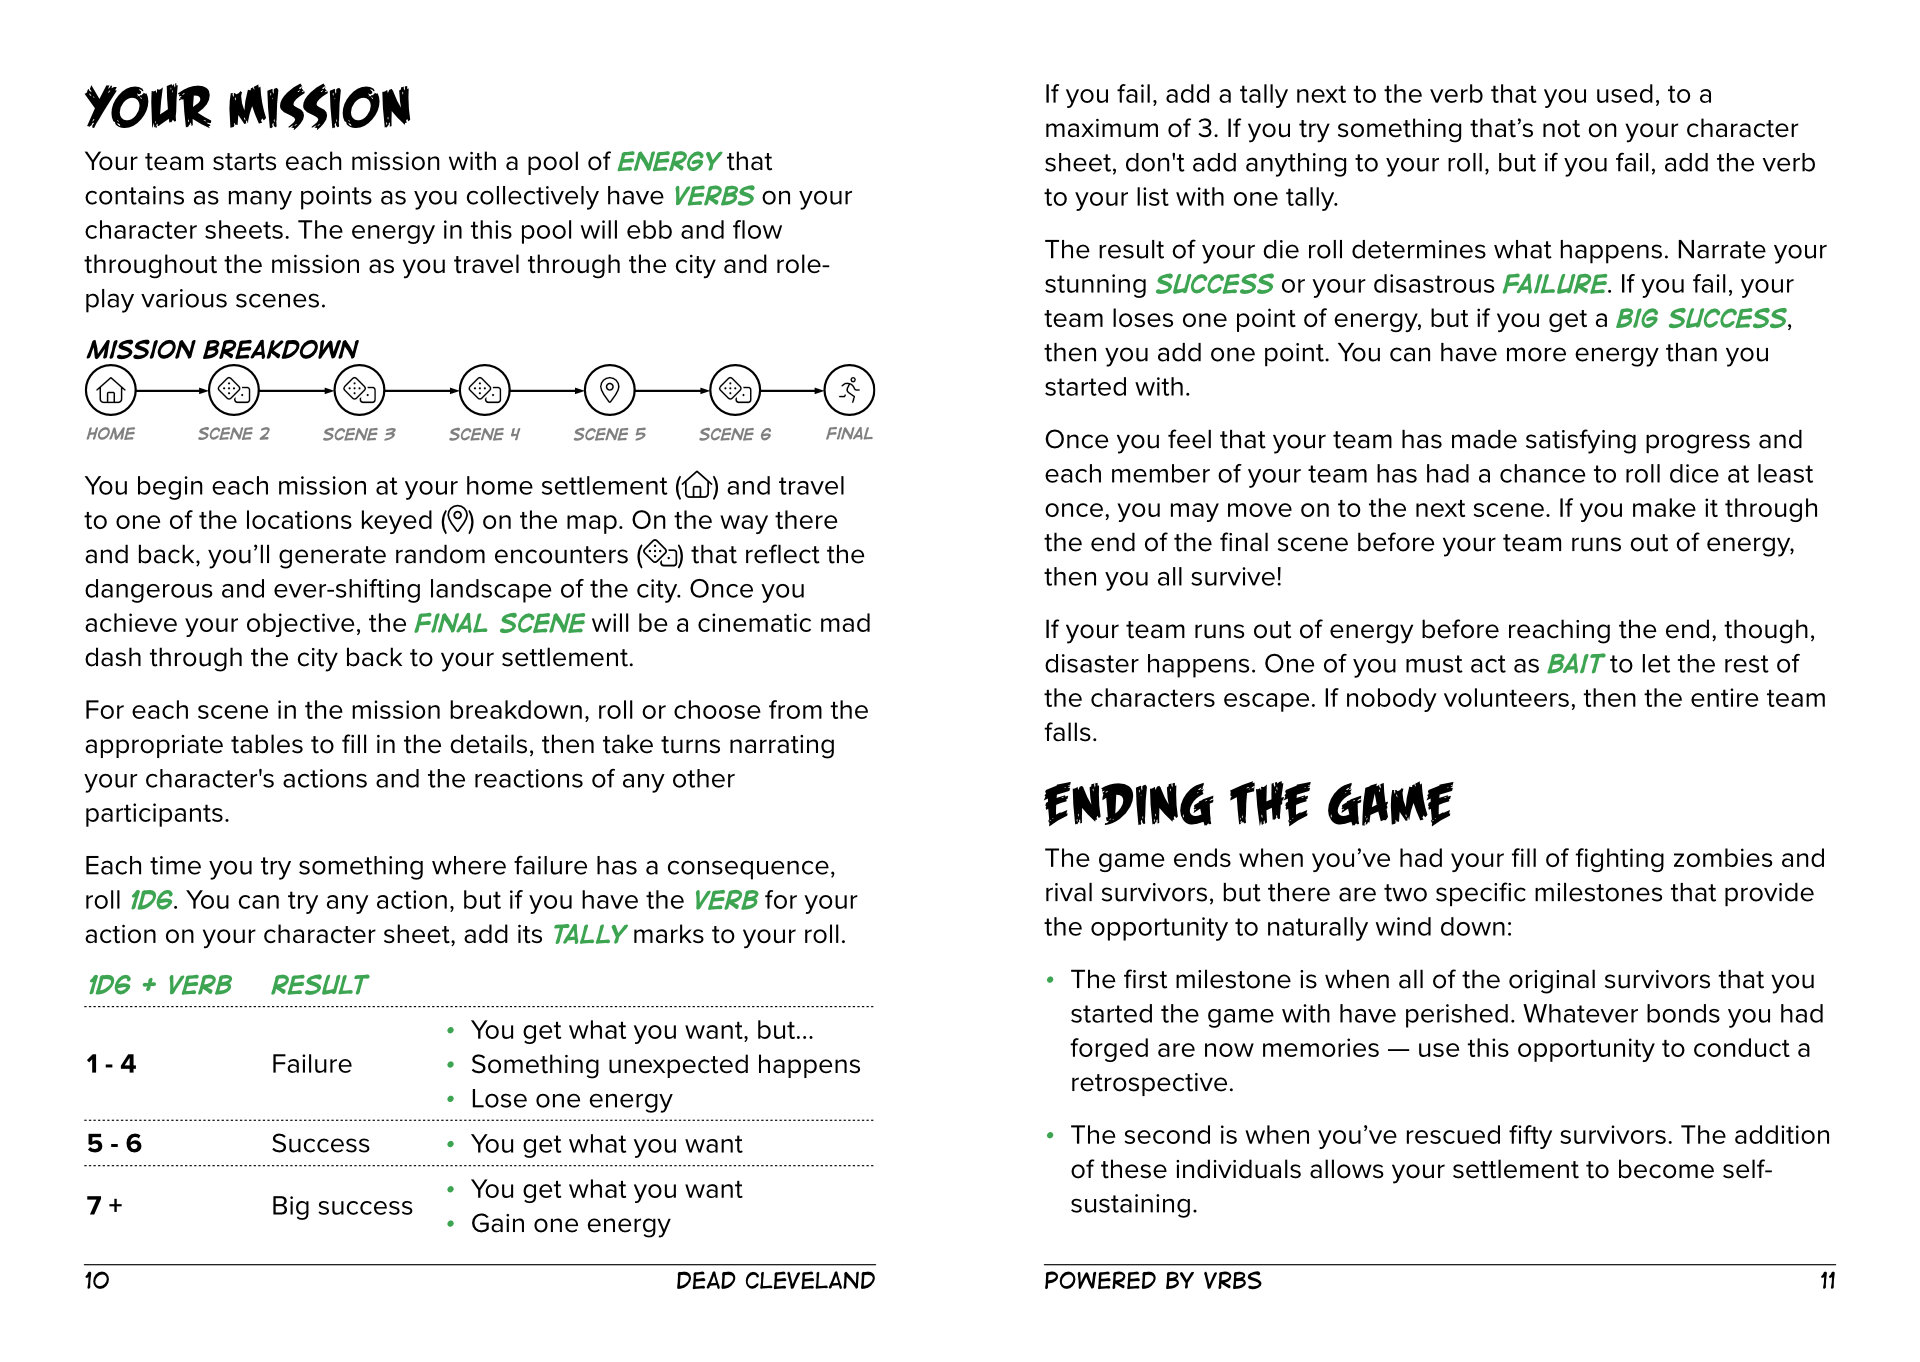 YOUR MISSION
Your team starts each mission with a pool of ENERGY that
contains as many points as you collectively have VERBS on your
character sheets. The energy in this pool will ebb and flow
throughout the mission as you travel through the city and role-
play various scenes.
MISSION BREAKDOWN
HOME SCENE 2 SCENE 3 SCENE 4 SCENE 5 SCENE 6 FINAL
You begin each mission at your home settlement () and travel
to one of the locations keyed () on the map. On the way there
and back, you’ll generate random encounters () that reflect the
dangerous and ever-shifting landscape of the city. Once you
achieve your objective, the FINAL SCENE will be a cinematic mad
dash through the city back to your settlement.
For each scene in the mission breakdown, roll or choose from the
appropriate tables to fill in the details, then take turns narrating
your character's actions and the reactions of any other
participants.
Each time you try something where failure has a consequence,
roll 1D6. You can try any action, but if you have the VERB for your
action on your character sheet, add its TALLY marks to your roll.
1D6 + VERB RESULT
1 - 4 Failure
• You get what you want, but...
• Something unexpected happens
• Lose one energy
5 - 6 Success • You get what you want
7 + Big success
• You get what you want
• Gain one energy
10 DEAD CLEVELAND
If you fail, add a tally next to the verb that you used, to a
maximum of 3. If you try something that’s not on your character
sheet, don't add anything to your roll, but if you fail, add the verb
to your list with one tally.
The result of your die roll determines what happens. Narrate your
stunning SUCCESS or your disastrous FAILURE. If you fail, your
team loses one point of energy, but if you get a BIG SUCCESS,
then you add one point. You can have more energy than you
started with.
Once you feel that your team has made satisfying progress and
each member of your team has had a chance to roll dice at least
once, you may move on to the next scene. If you make it through
the end of the final scene before your team runs out of energy,
then you all survive!
If your team runs out of energy before reaching the end, though,
disaster happens. One of you must act as BAIT to let the rest of
the characters escape. If nobody volunteers, then the entire team
falls.
ENDING THE GAME
The game ends when you’ve had your fill of fighting zombies and
rival survivors, but there are two specific milestones that provide
the opportunity to naturally wind down:
• The first milestone is when all of the original survivors that you
started the game with have perished. Whatever bonds you had
forged are now memories — use this opportunity to conduct a
retrospective.
• The second is when you’ve rescued fifty survivors. The addition
of these individuals allows your settlement to become self-
sustaining.
POWERED BY VRBS 11